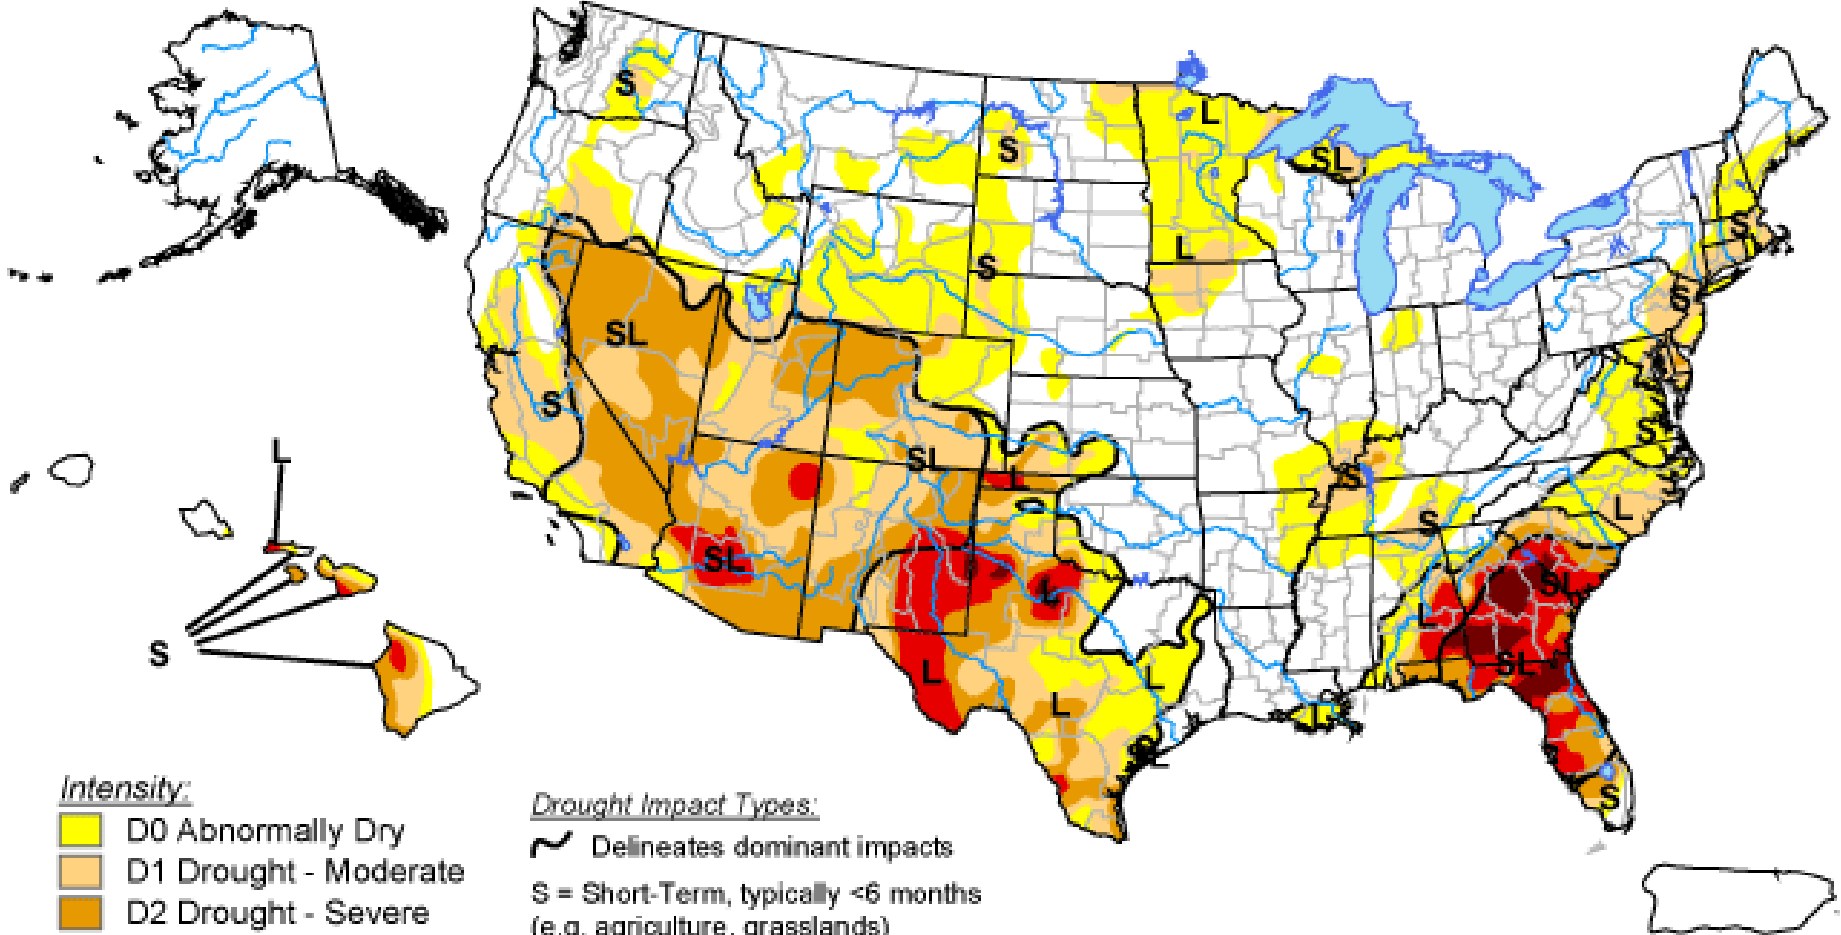 S
L
SL
S
S
L
S
S
SL
S
S
SL
S
L
S
S
L
SL
SL
L
L
S
SL
L
L
L
L
SL
S
L
S
Intensity:
D0 Abnormally Dry
D1 Drought - Moderate
D2 Drought - Severe
Drought Impact Types:
Delineates dominant impacts
S = Short-Term, typically <6 months
(e.g. agriculture, grasslands)